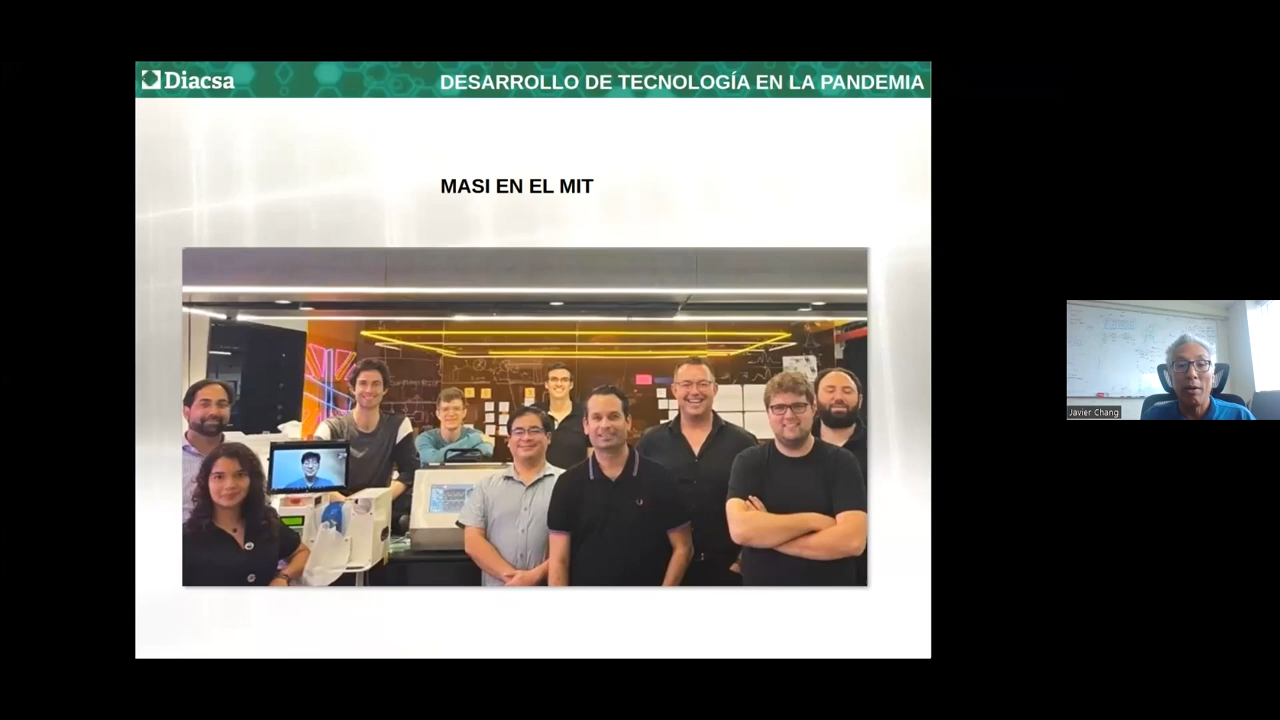 Diacsa
DESARROLLO DE TECNOLOGÍA EN LA PANDEMIA
MASI EN EL MIT
Javier Chang